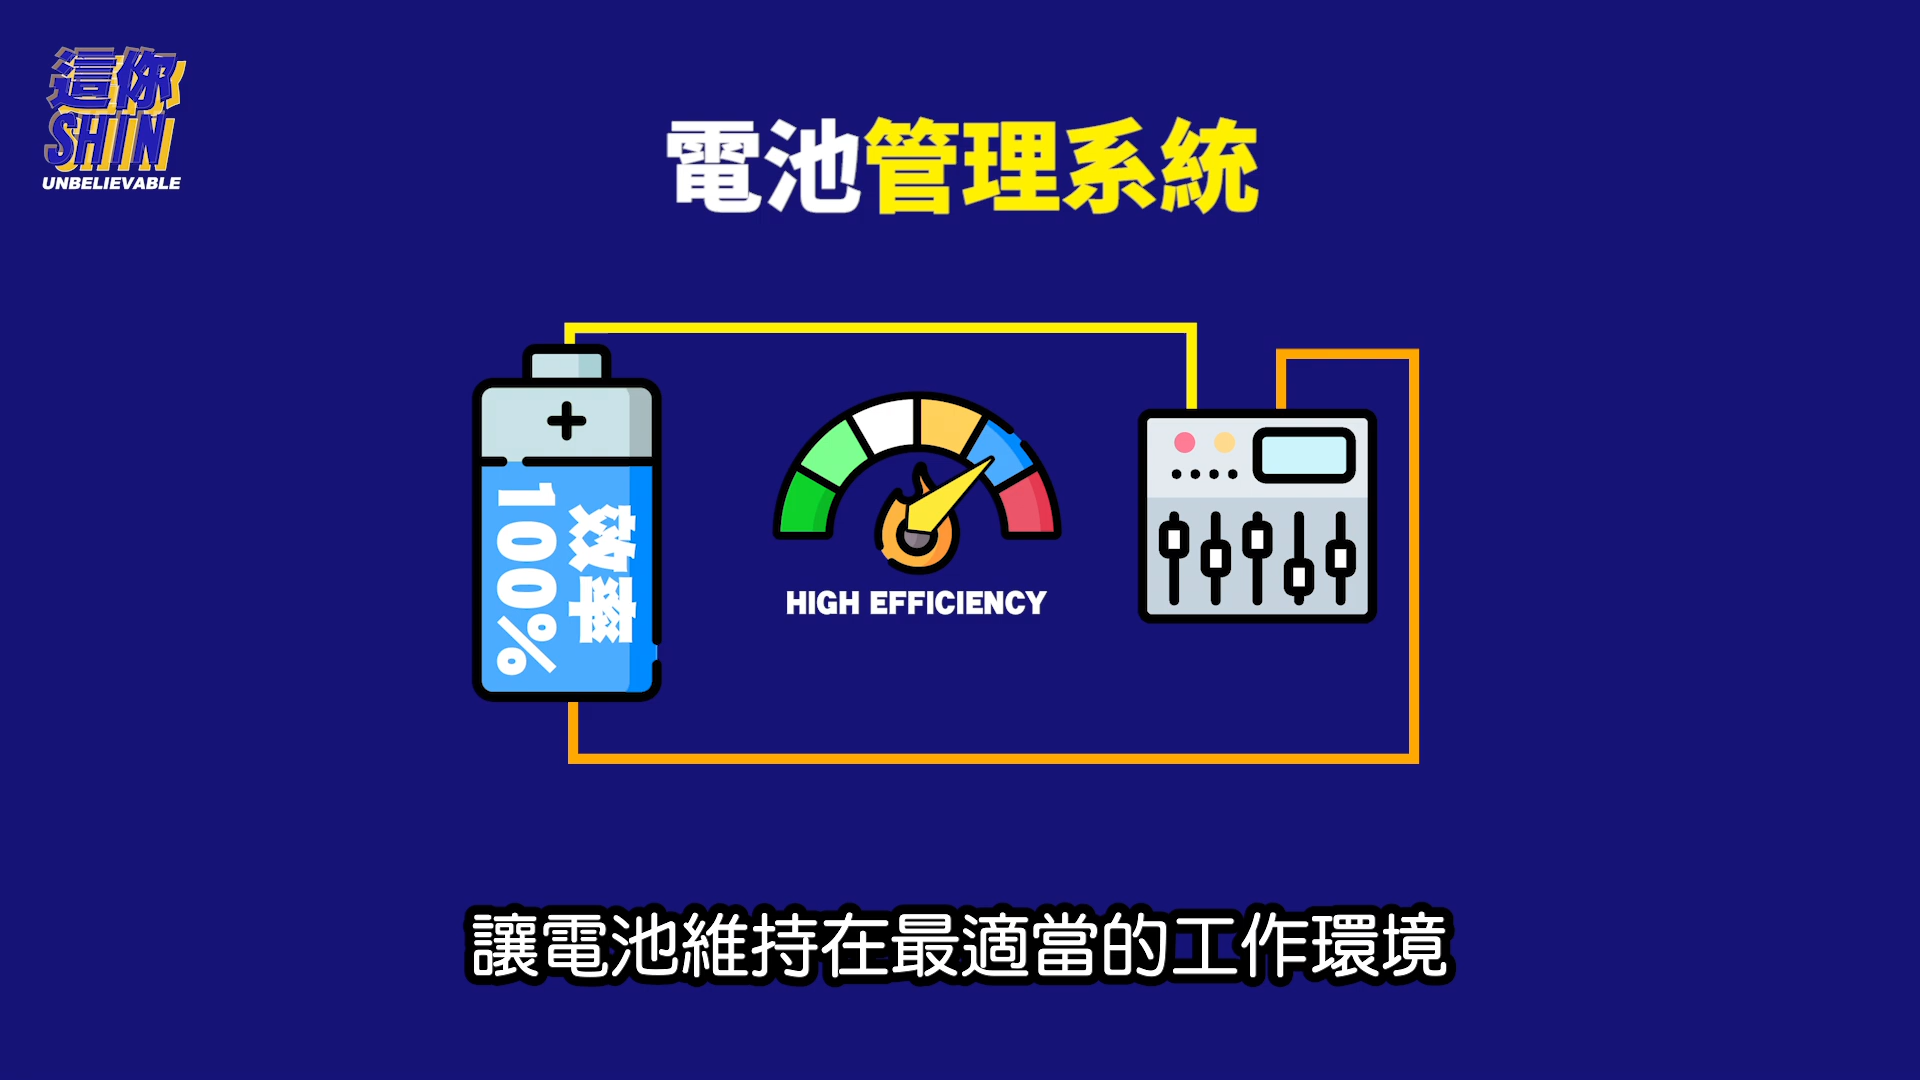 這你
SHIN
UNBELIEVABLE
電池管理系統
效率
100%
HIGH EFFICIENCY
讓電池維持在最適當的工作環境